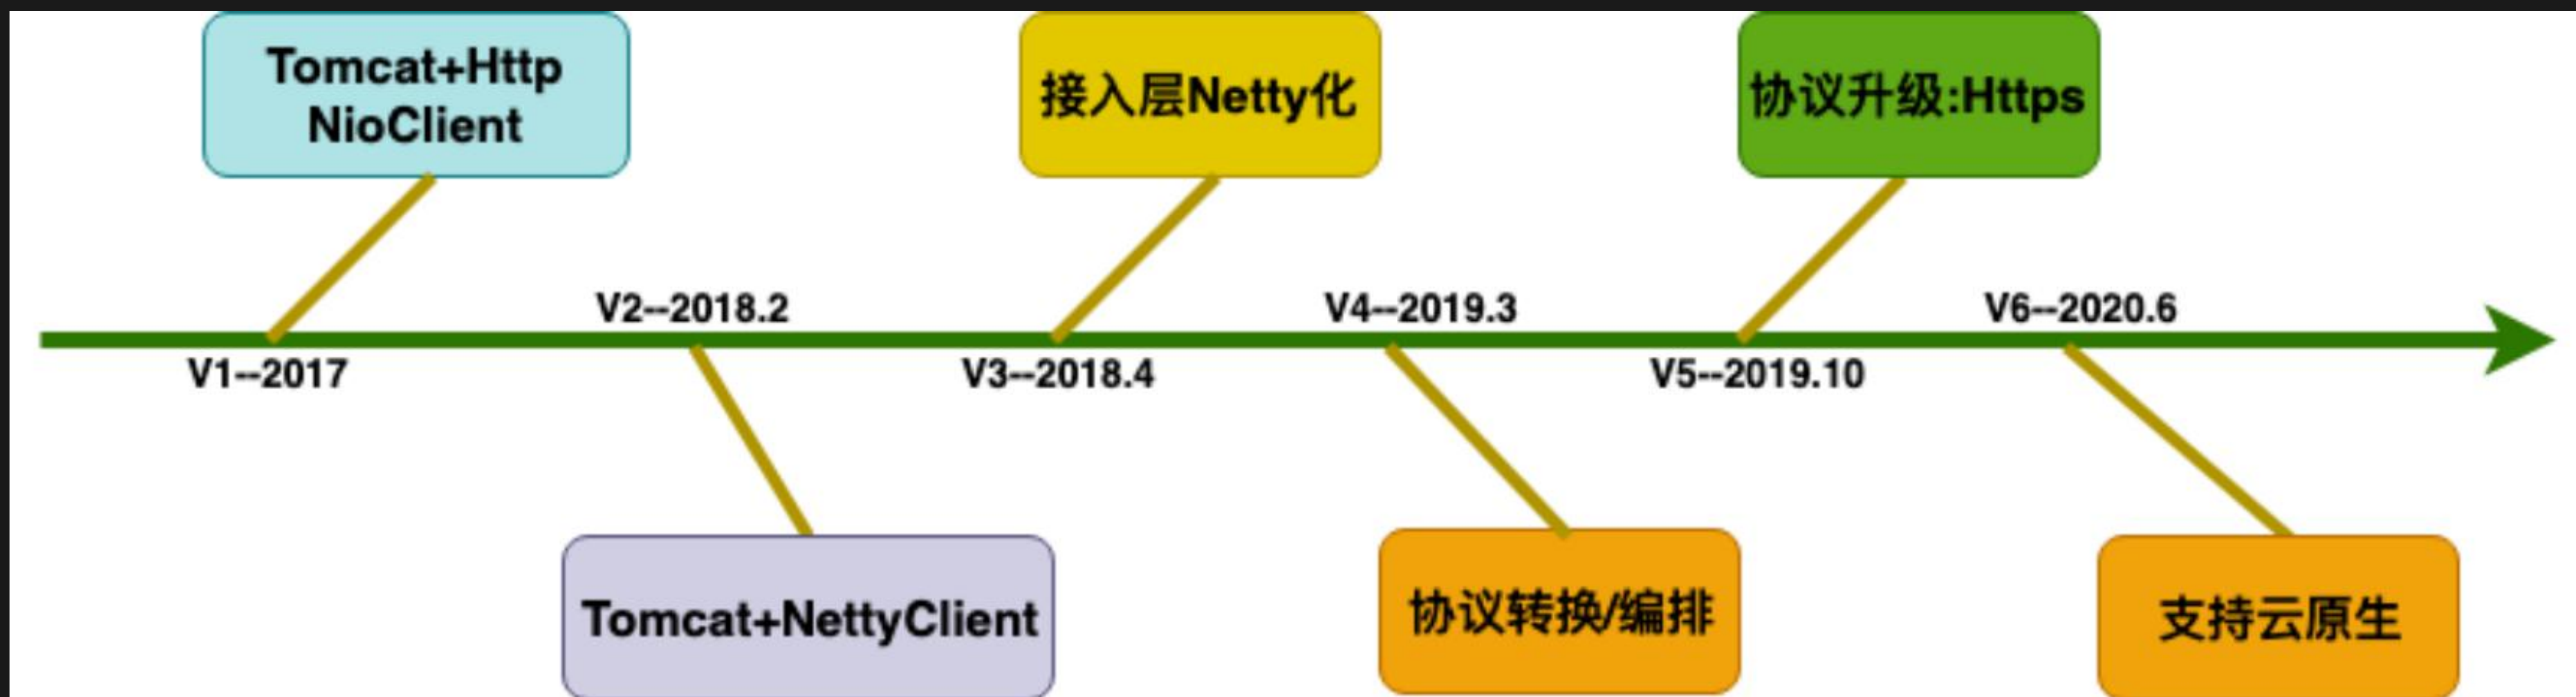 Tomcat+Http
NioClient
接入层Netty化
协议升级:Https
V2--2018.2
V4--2019.3
V6--2020.6
V1--2017
V3--2018.4
V5--2019.10
Tomcat+NettyClient
协议转换/编排
支持云原生